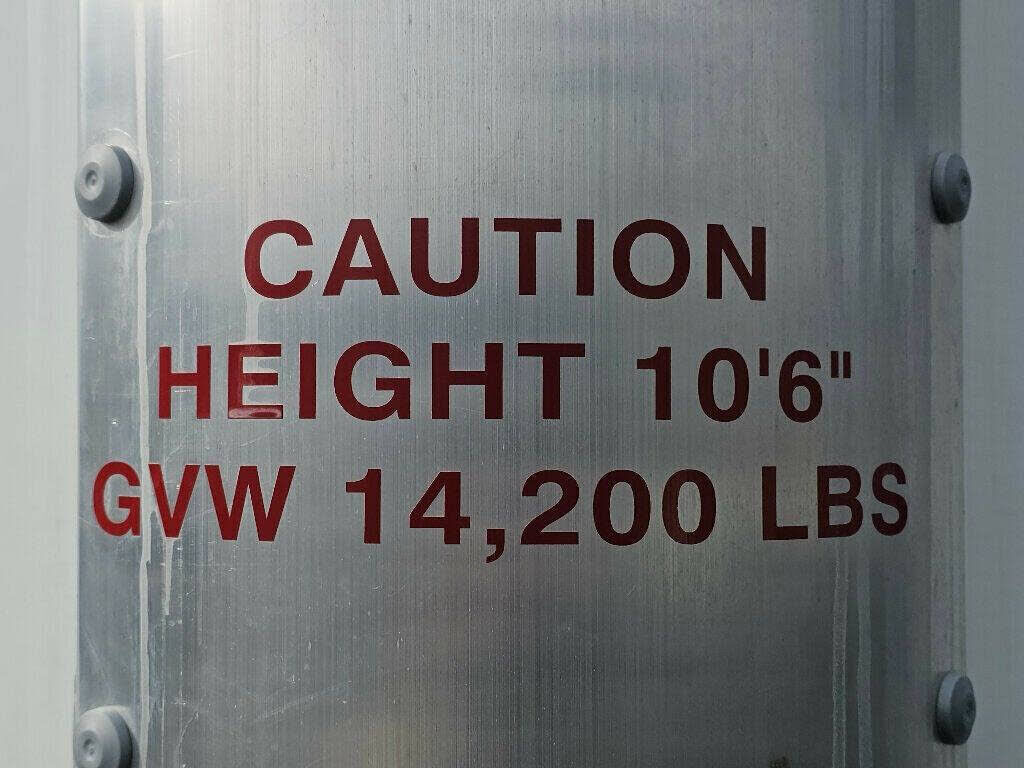 CAUTION
HEIGHT 10'6"
GVW 14,200 LBS